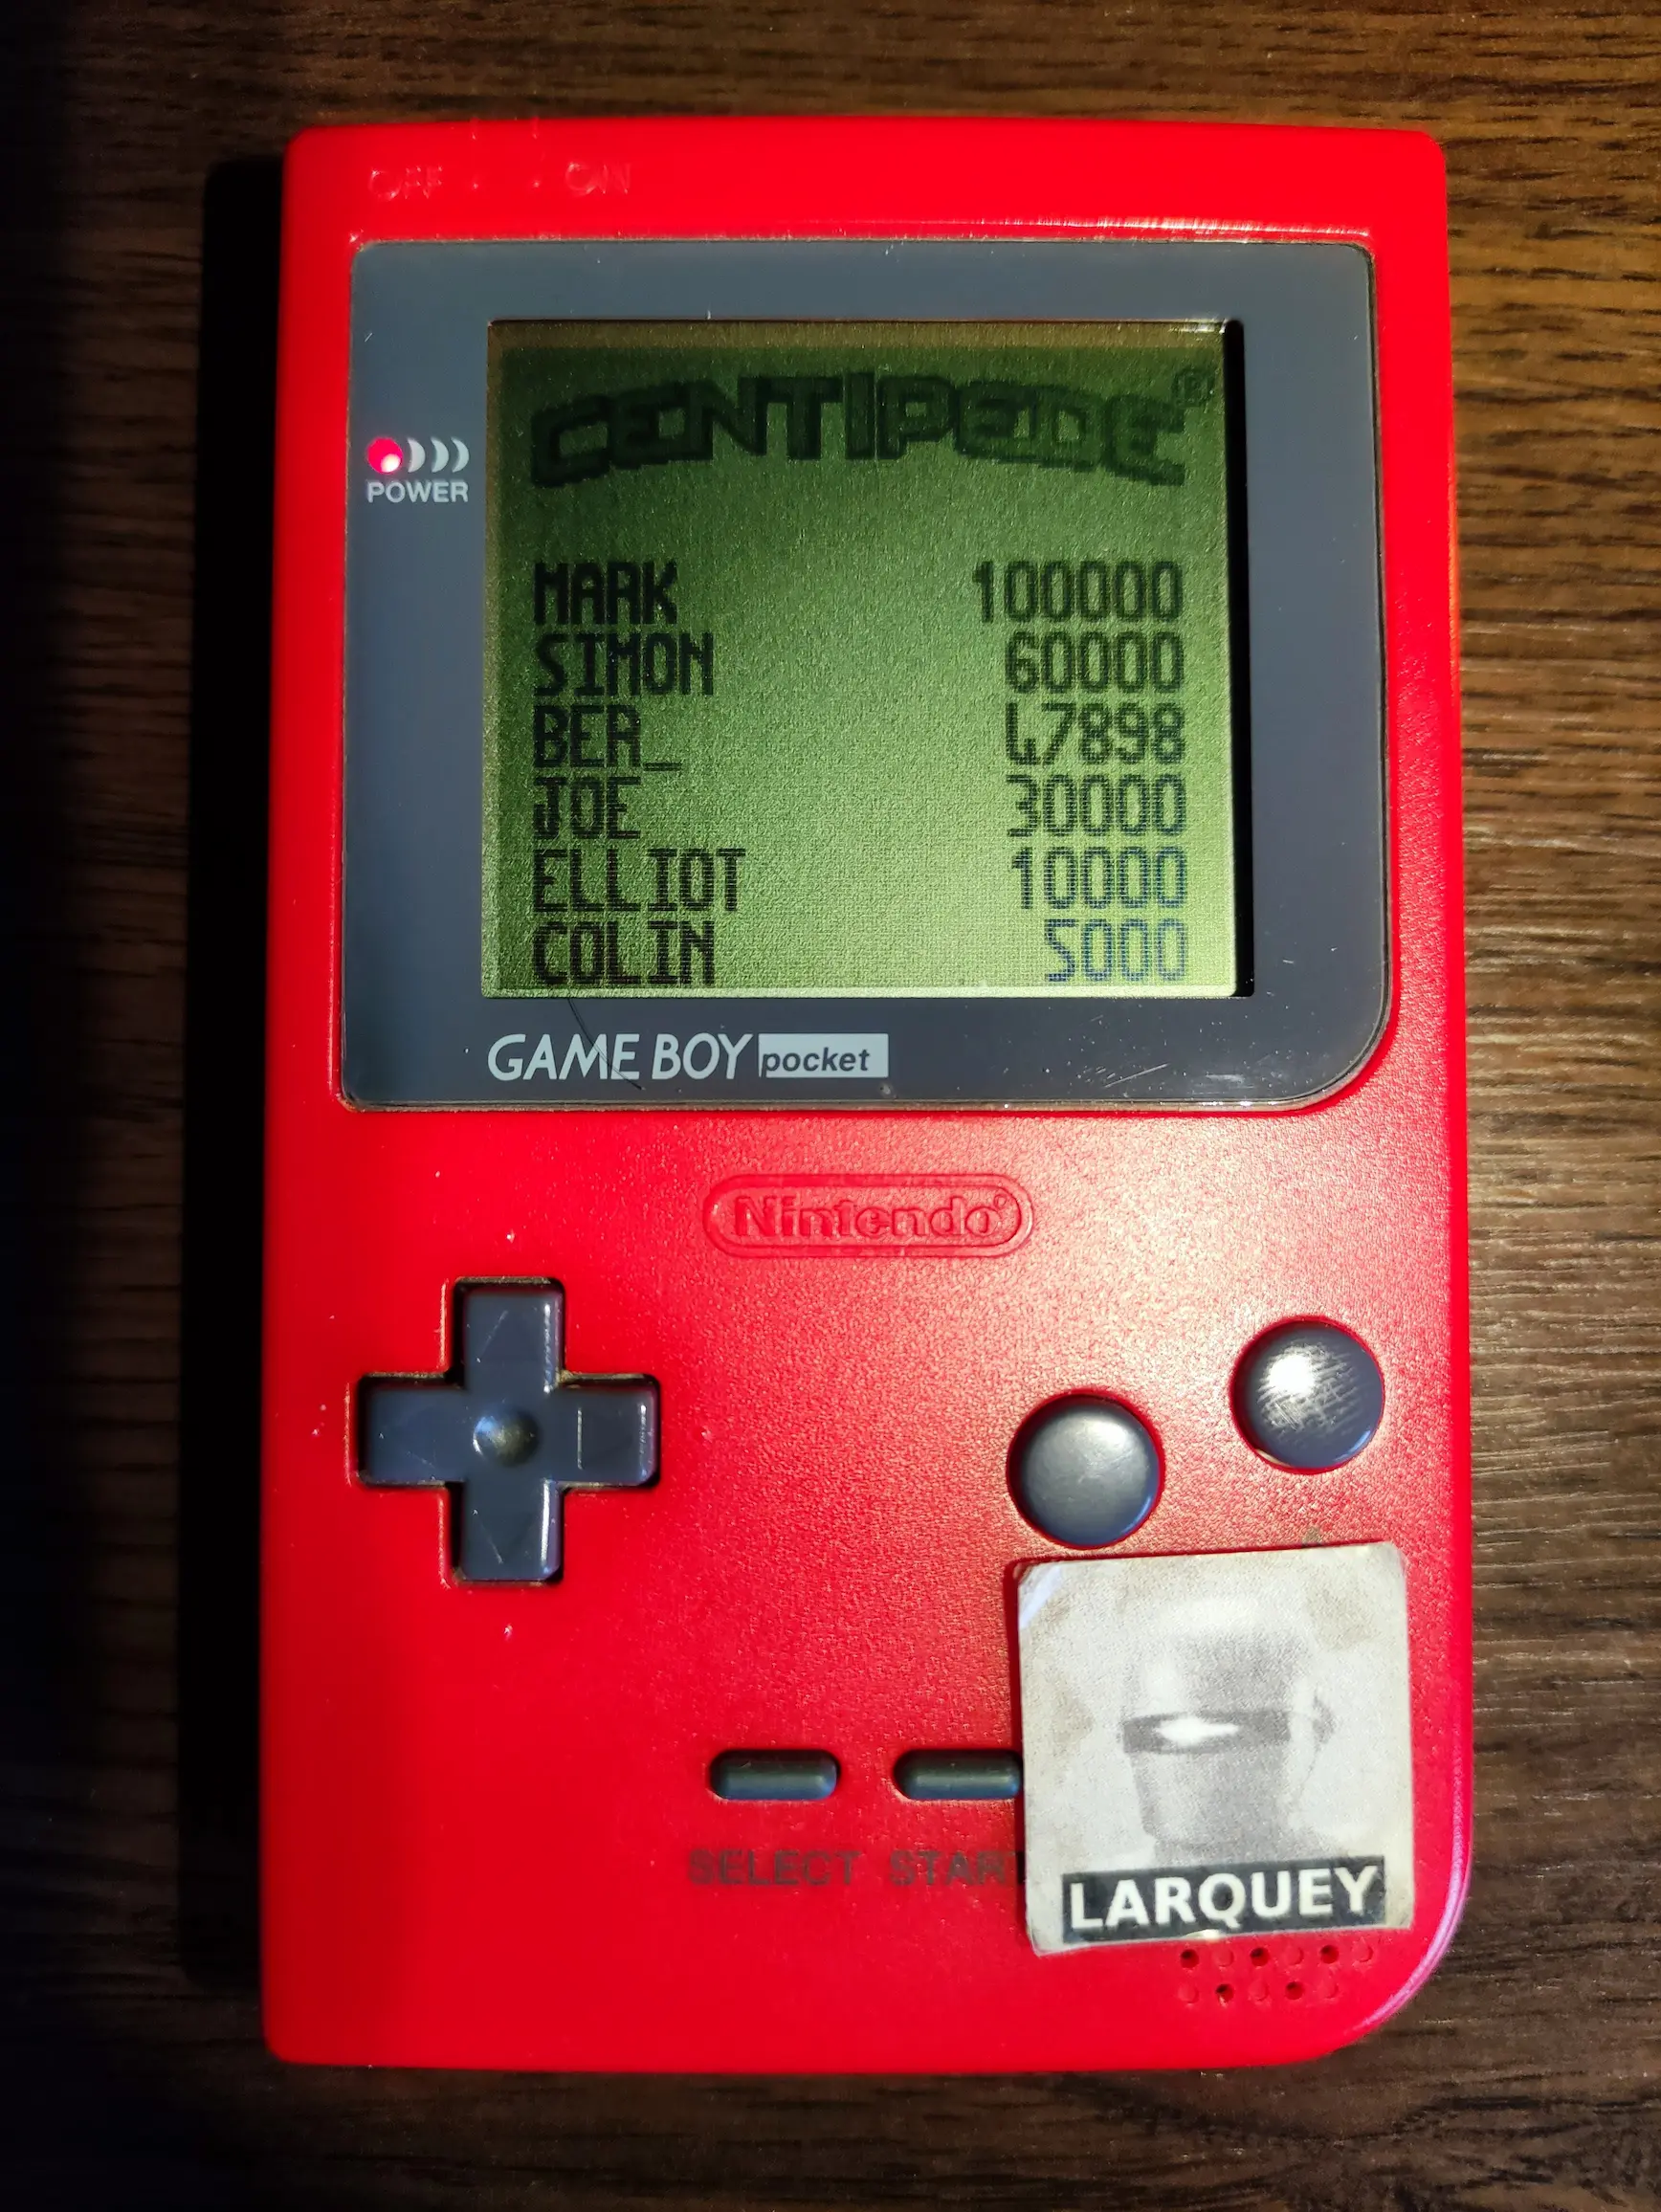 OFF ON
CENTIPEDE®
POWER
MARK 100000
SIMON 60000
BEA_ 47898
JOE 30000
ELLIOT 10000
COLIN 5000
GAME BOY pocket
Nintendo®
SELECT START
LARQUEY